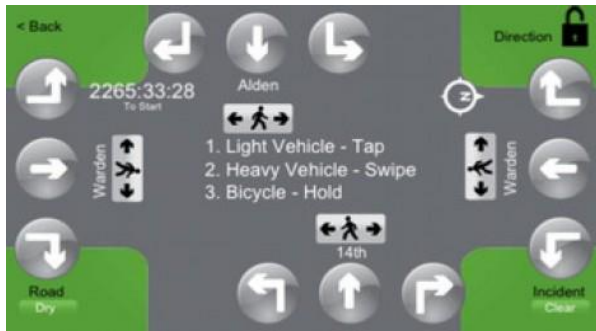 < Back
Direction
1
2265:33:28
To Start
Alden
N
Warden
1. Light Vehicle - Tap
2. Heavy Vehicle - Swipe
3. Bicycle - Hold
Warden
14th
Road
Dry
Incident
Clear